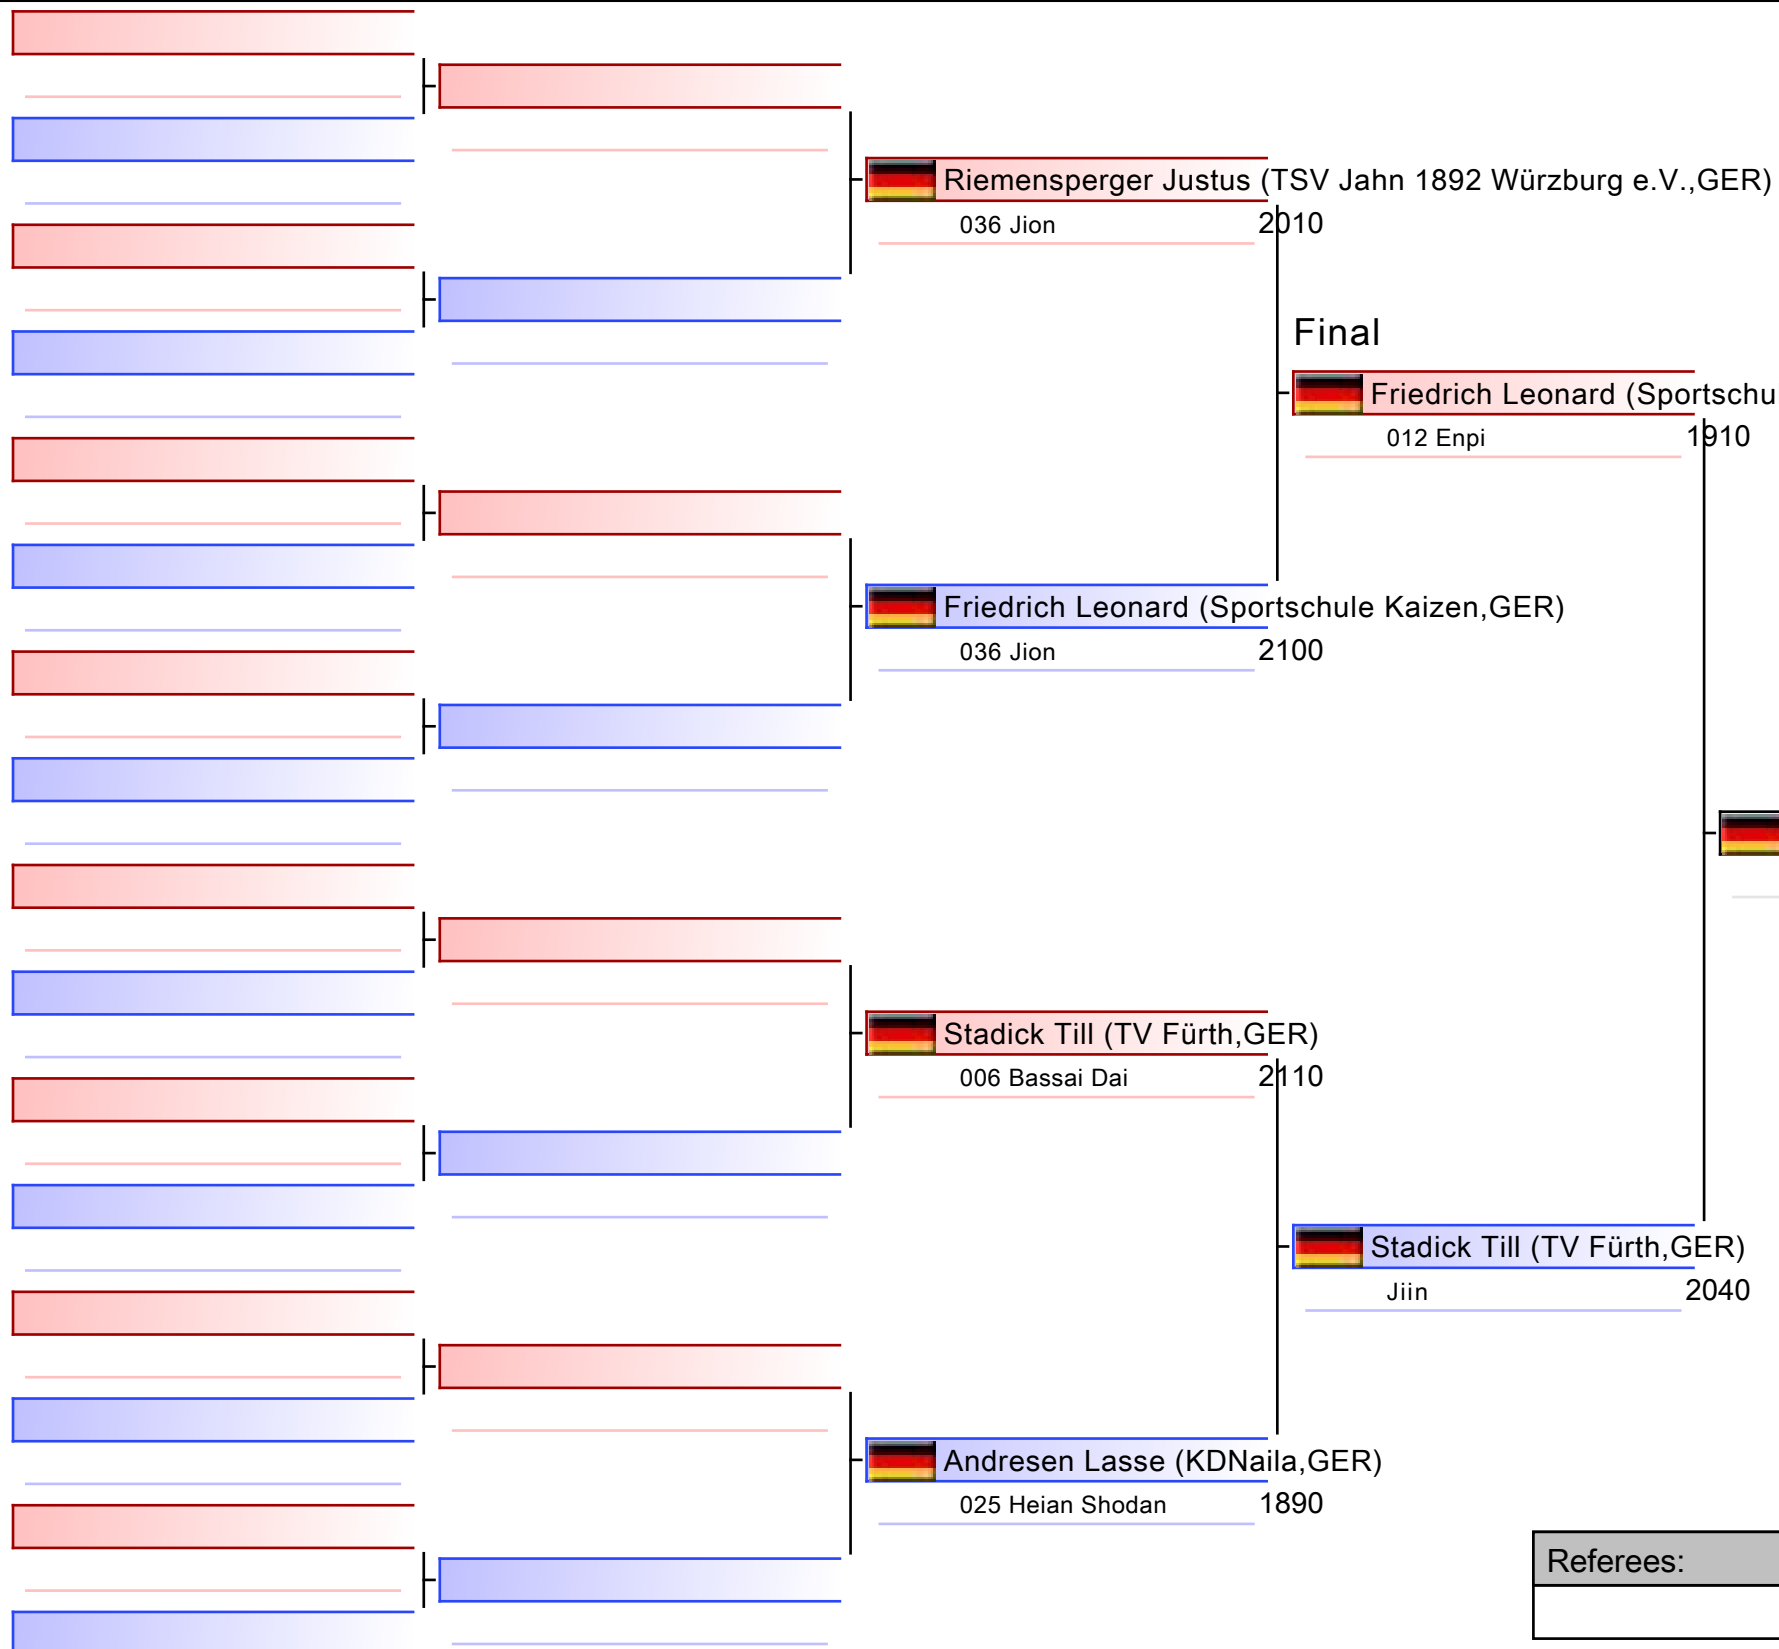 Riemensperger Justus (TSV Jahn 1892 Würzburg e.V.,GER)
036 Jion 2010
Final
Friedrich Leonard (Sportschu
012 Enpi 1910
Friedrich Leonard (Sportschule Kaizen,GER)
036 Jion 2100
Stadick Till (TV Fürth,GER)
006 Bassai Dai 2110
Stadick Till (TV Fürth,GER)
Jiin 2040
Andresen Lasse (KDNaila,GER)
025 Heian Shodan 1890
Referees: